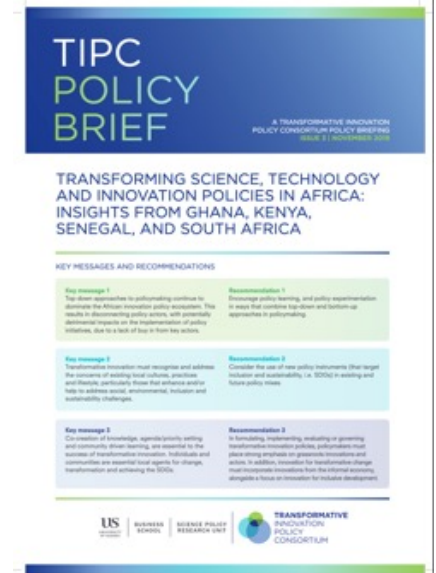 TIPC
POLICY
BRIEF
A TRANSFORMATIVE INNOVATION
POLICY CONSORTIUM POLICY BRIEFING
ISSUE 3 | NOVEMBER 2019
TRANSFORMING SCIENCE, TECHNOLOGY
AND INNOVATION POLICIES IN AFRICA:
INSIGHTS FROM GHANA, KENYA,
SENEGAL, AND SOUTH AFRICA
KEY MESSAGES AND RECOMMENDATIONS
Key message 1
Top down approaches to policymaking continue to
dominate the African innovation policy ecosystem. This
results in disconnecting policy actors, with potentially
detrimental impacts on the implementation of policy
initiatives, due to a lack of buy in from key actors.
Recommendation 1
Encourage policy learning, and policy experimentation
in ways that combine top-down and bottom-up
approaches in policymaking.
Key message 2
Transformative innovation must recognise and address
the concerns of existing local cultures, practices
and lifestyle; particularly those that enhance and/or
help to address social, environmental, inclusion and
sustainability challenges.
Recommendation 2
Consider the use of new policy instruments (that target
inclusion and sustainability, i.e. SDGs) in existing and
future policy mixes.
Key message 3
Co-creation of knowledge, agenda/priority setting
and community driven learning, are essential to the
success of transformative innovation. Individuals and
communities are essential local agents for change,
transformation and achieving the SDGs.
Recommendation 3
In formulating, implementing, evaluating or governing
transformative innovation policies, policymakers must
place strong emphasis on grassroots innovations and
actors. In addition, innovation for transformative change
must incorporate innovations from the informal economy,
alongside a focus on innovation for inclusive development.
US
UNIVERSITY
OF SUSSEX
BUSINESS
SCHOOL
SCIENCE POLICY
RESEARCH UNIT
TRANSFORMATIVE
INNOVATION
POLICY
CONSORTIUM